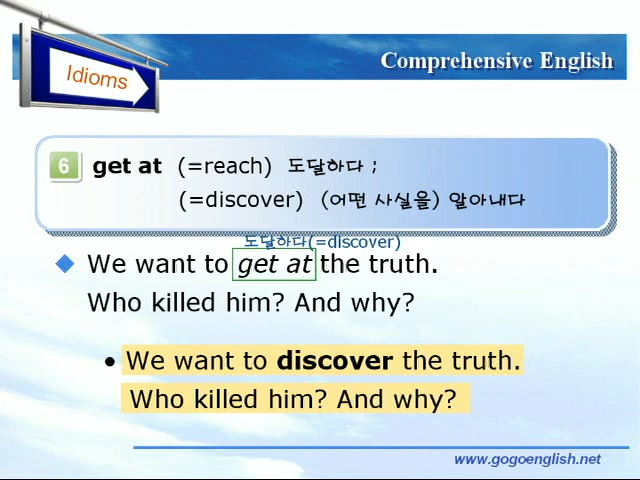 Idioms
Comprehensive English
6 get at (=reach) 도달하다 ;
(=discover) (어떤 사실을) 알아내다
도달하다(=discover)
We want to get at the truth.
Who killed him? And why?
• We want to discover the truth.
Who killed him? And why?
www.gogoenglish.net